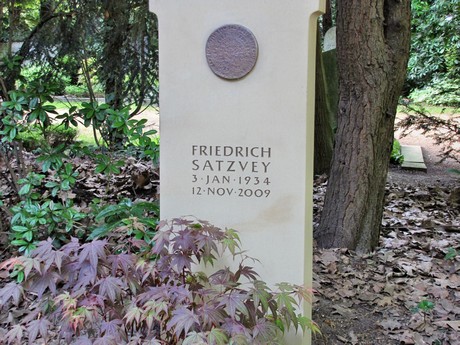 FRIEDRICH
SATZVEY
3 · JAN · 1934
12 · NOV · 2009